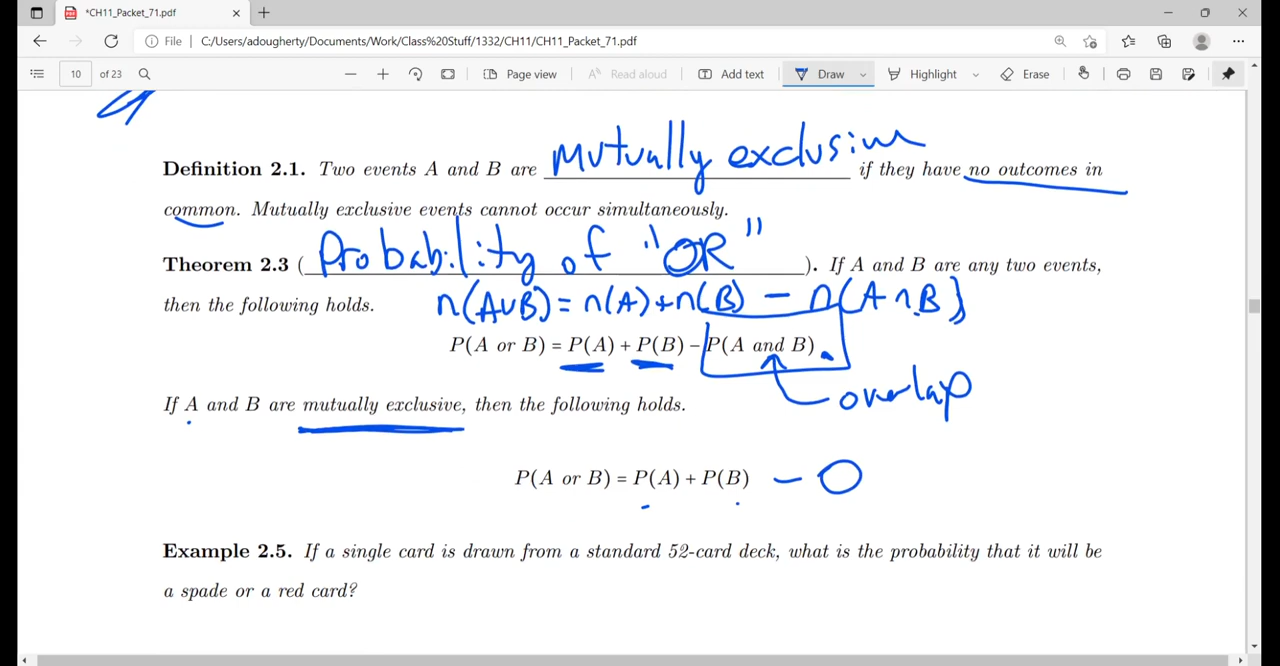 *CH11_Packet_71.pdf
File C:/Users/adougherty/Documents/Work/Class%20Stuff/1332/CH11/CH11_Packet_71.pdf
10 of 23 Page view Read aloud Add text Draw Highlight Erase
Definition 2.1. Two events A and B are mutually exclusive if they have no outcomes in
common. Mutually exclusive events cannot occur simultaneously.
Theorem 2.3 (Probability of "OR"). If A and B are any two events,
then the following holds. n(A∪B) = n(A) + n(B) − n(A∩B)
P(A or B) = P(A) + P(B) − P(A and B).
overlap
If A and B are mutually exclusive, then the following holds.
P(A or B) = P(A) + P(B) − 0
Example 2.5. If a single card is drawn from a standard 52-card deck, what is the probability that it will be
a spade or a red card?